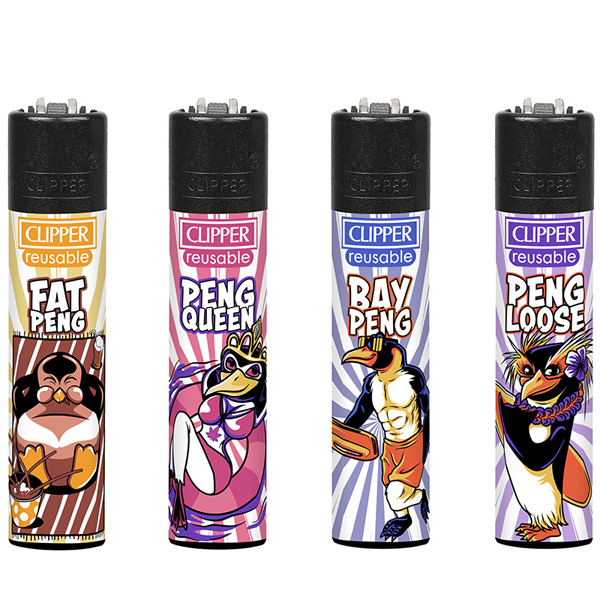 CLIPPER
CLIPPER
reusable
FAT
PENG
CLIPPER
CLIPPER
reusable
PENG
QUEEN
CLIPPER
CLIPPER
reusable
BAY
PENG
CLIPPER
®
CLIPPER
reusable
PENG
LOOSE